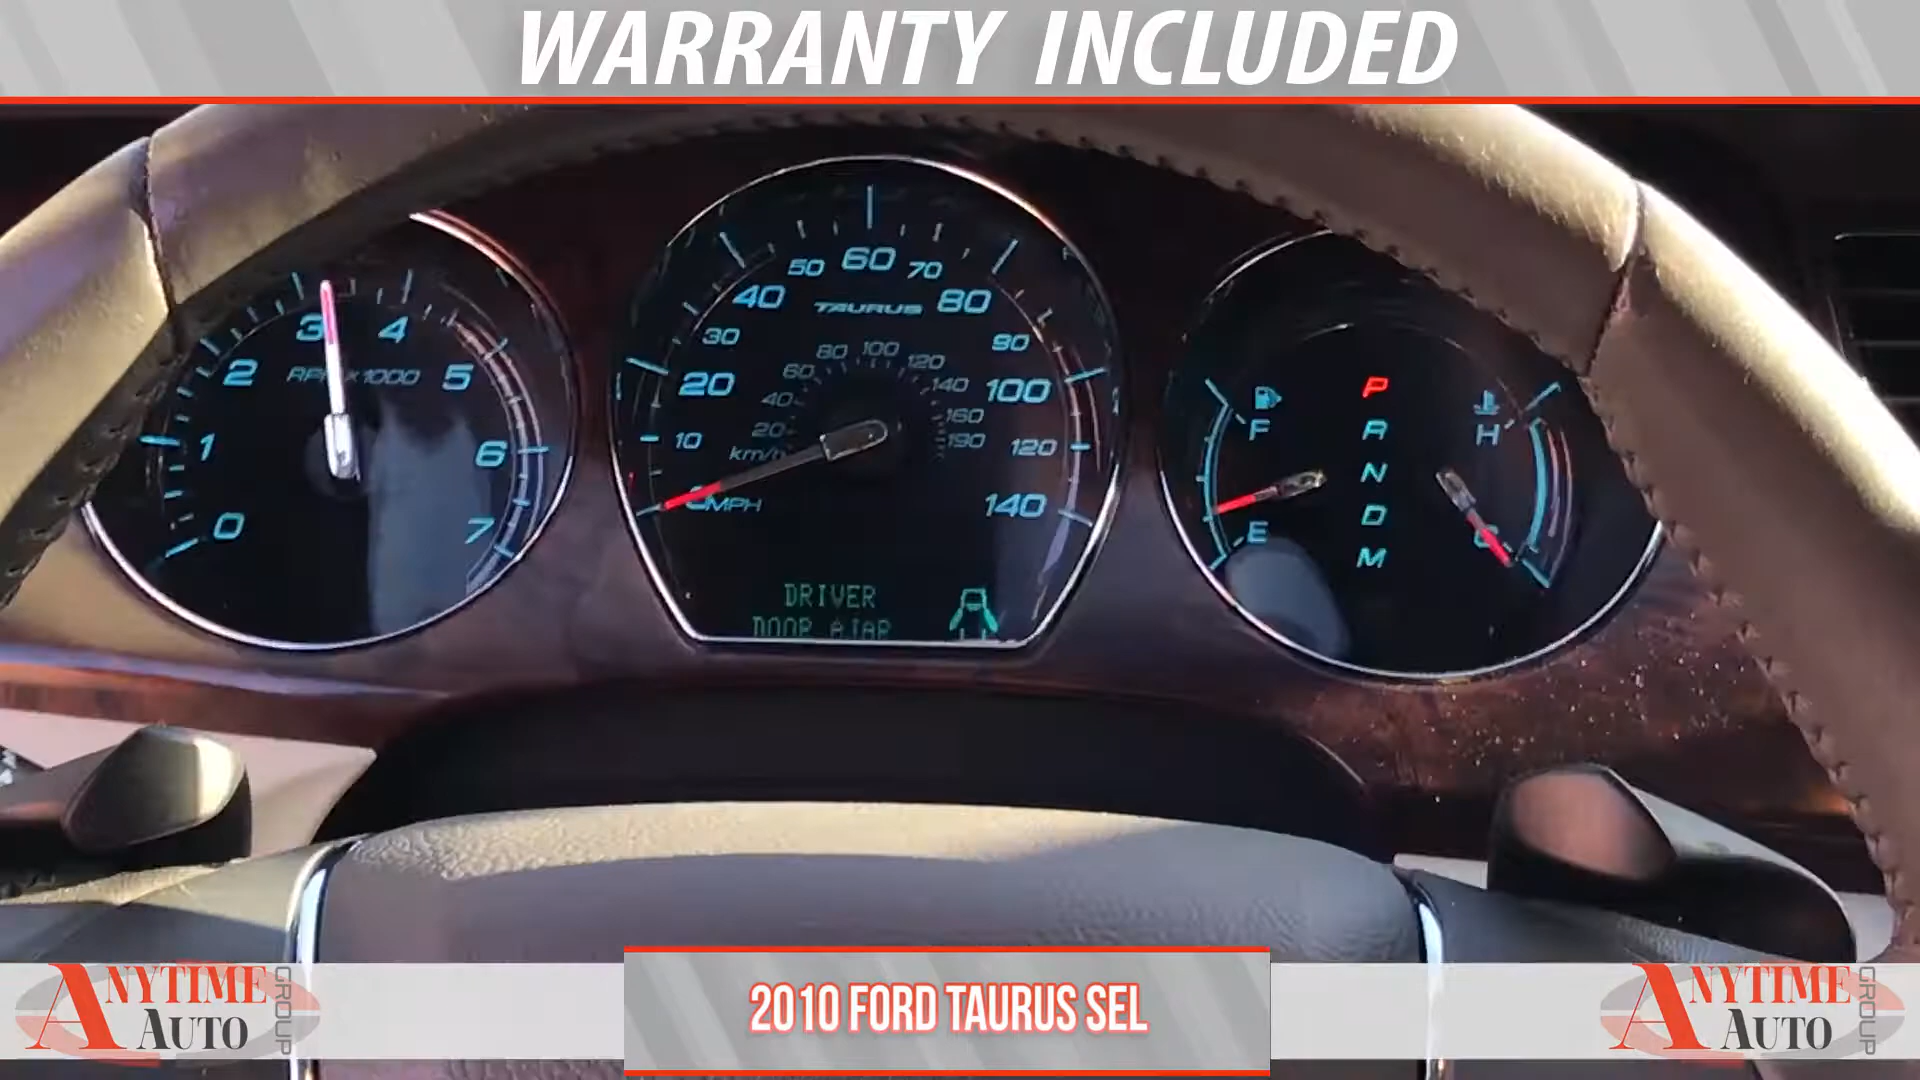 WARRANTY INCLUDED
0 1 2 3 4 5 6 7
x1000
10 20 30 40 50 60 70 80 90 100 120 140
TAURUS
20 40 60 80 100 120 140 160 190
km/h
MPH
DRIVER
DOOR AJAR
F
E
P
R
N
D
M
H
C
2010 FORD TAURUS SEL
ANYTIME
AUTO
GROUP
ANYTIME
AUTO
GROUP